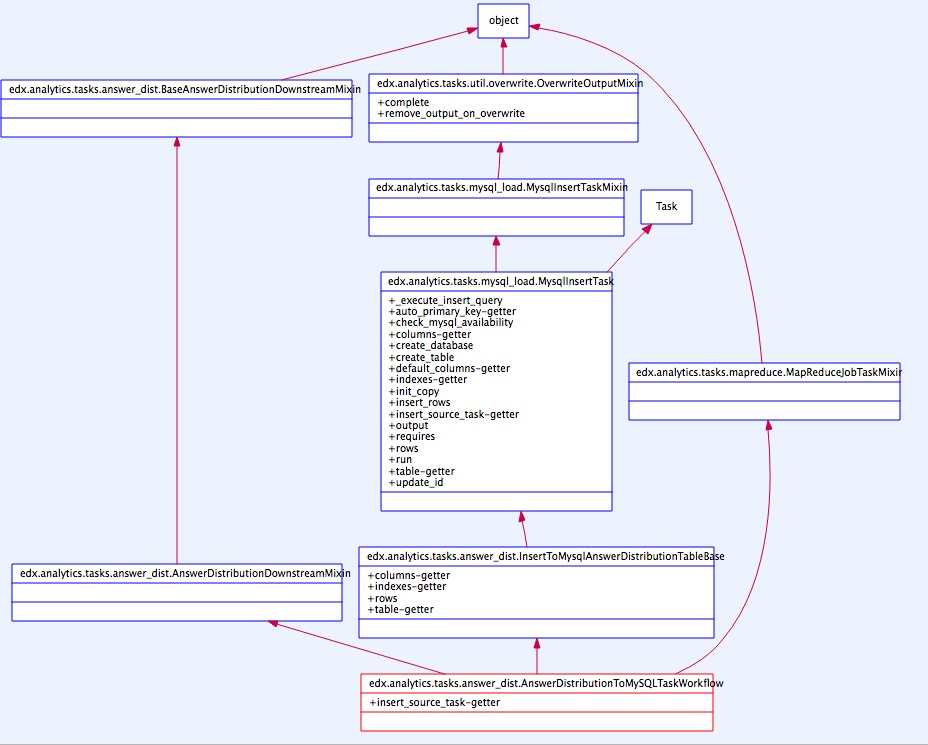 object
edx.analytics.tasks.answer_dist.BaseAnswerDistributionDownstreamMixin
edx.analytics.tasks.util.overwrite.OverwriteOutputMixin
+complete
+remove_output_on_overwrite
edx.analytics.tasks.mysql_load.MysqlInsertTaskMixin
Task
edx.analytics.tasks.mysql_load.MysqlInsertTask
+_execute_insert_query
+auto_primary_key-getter
+check_mysql_availability
+columns-getter
+create_database
+create_table
+default_columns-getter
+indexes-getter
+init_copy
+insert_rows
+insert_source_task-getter
+output
+requires
+rows
+run
+table-getter
+update_id
edx.analytics.tasks.mapreduce.MapReduceJobTaskMixin
edx.analytics.tasks.answer_dist.AnswerDistributionDownstreamMixin
edx.analytics.tasks.answer_dist.InsertToMysqlAnswerDistributionTableBase
+columns-getter
+indexes-getter
+rows
+table-getter
edx.analytics.tasks.answer_dist.AnswerDistributionToMySQLTaskWorkflow
+insert_source_task-getter